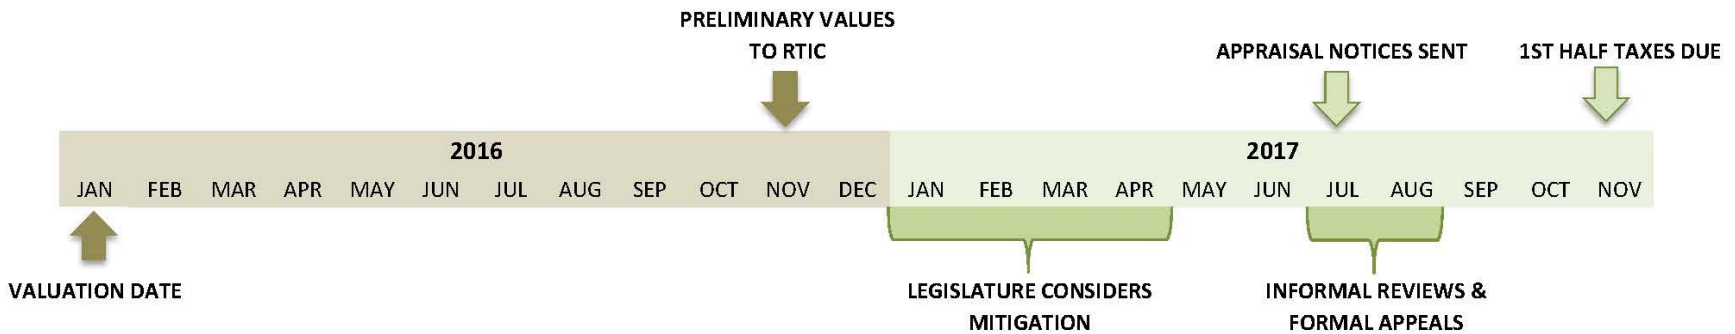 PRELIMINARY VALUES
TO RTIC
APPRAISAL NOTICES SENT
1ST HALF TAXES DUE
2016
2017
JAN FEB MAR APR MAY JUN JUL AUG SEP OCT NOV DEC JAN FEB MAR APR MAY JUN JUL AUG SEP OCT NOV
VALUATION DATE
LEGISLATURE CONSIDERS
MITIGATION
INFORMAL REVIEWS &
FORMAL APPEALS